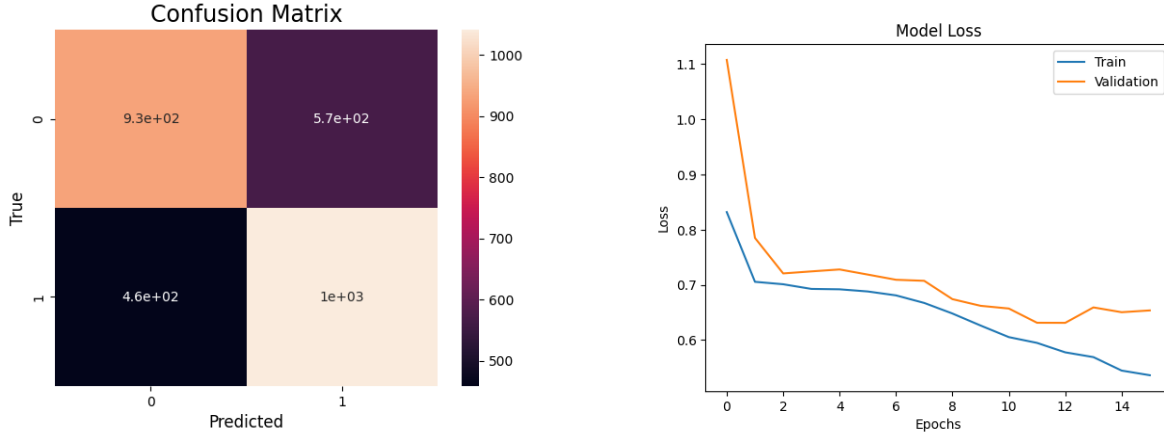 Confusion Matrix
True
0
1
9.3e+02
5.7e+02
4.6e+02
1e+03
0
1
Predicted
1000
900
800
700
600
500
Model Loss
Train
Validation
Loss
1.1
1.0
0.9
0.8
0.7
0.6
0 2 4 6 8 10 12 14
Epochs